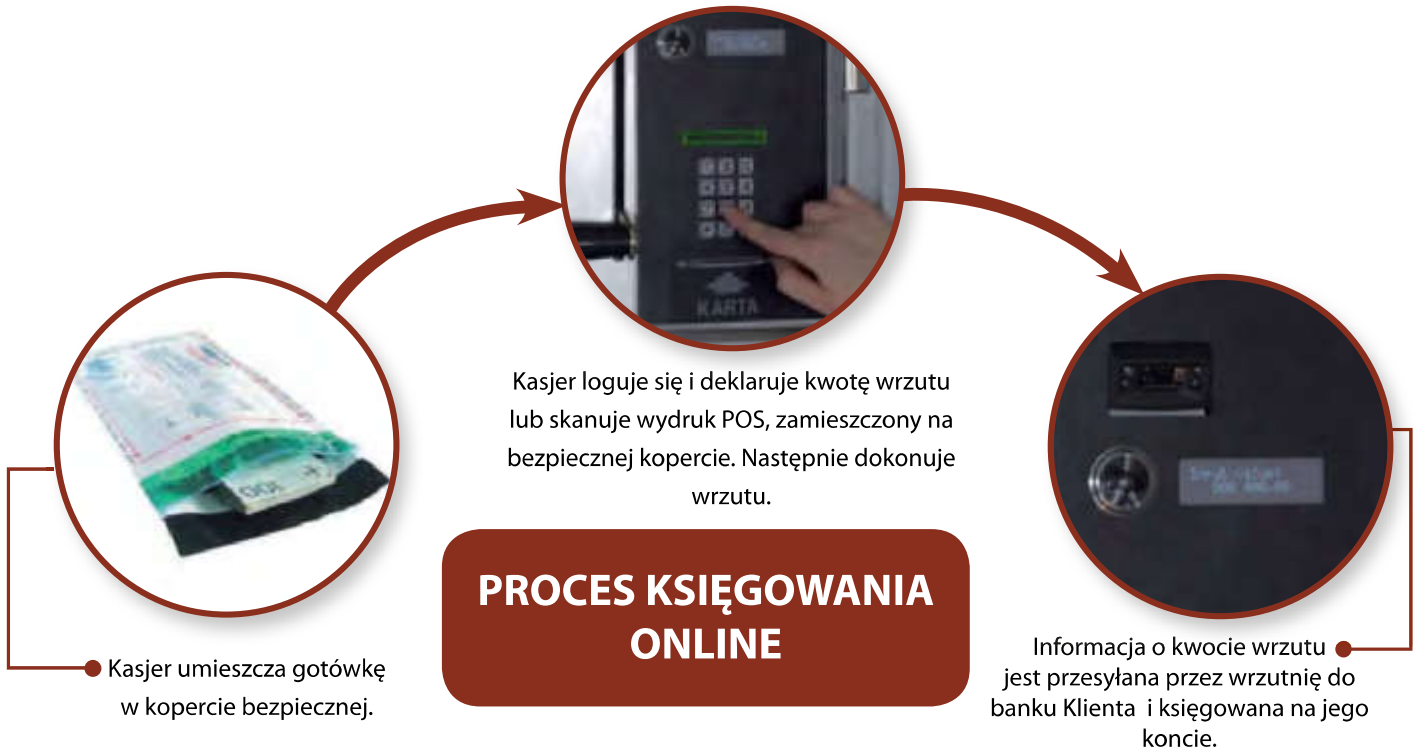 KARTA
100
Kasjer loguje się i deklaruje kwotę wrzutu
lub skanuje wydruk POS, zamieszczony na
bezpiecznej kopercie. Następnie dokonuje
wrzutu.
PROCES KSIĘGOWANIA
ONLINE
Kasjer umieszcza gotówkę
w kopercie bezpiecznej.
Informacja o kwocie wrzutu
jest przesyłana przez wrzutnię do
banku Klienta i księgowana na jego
koncie.